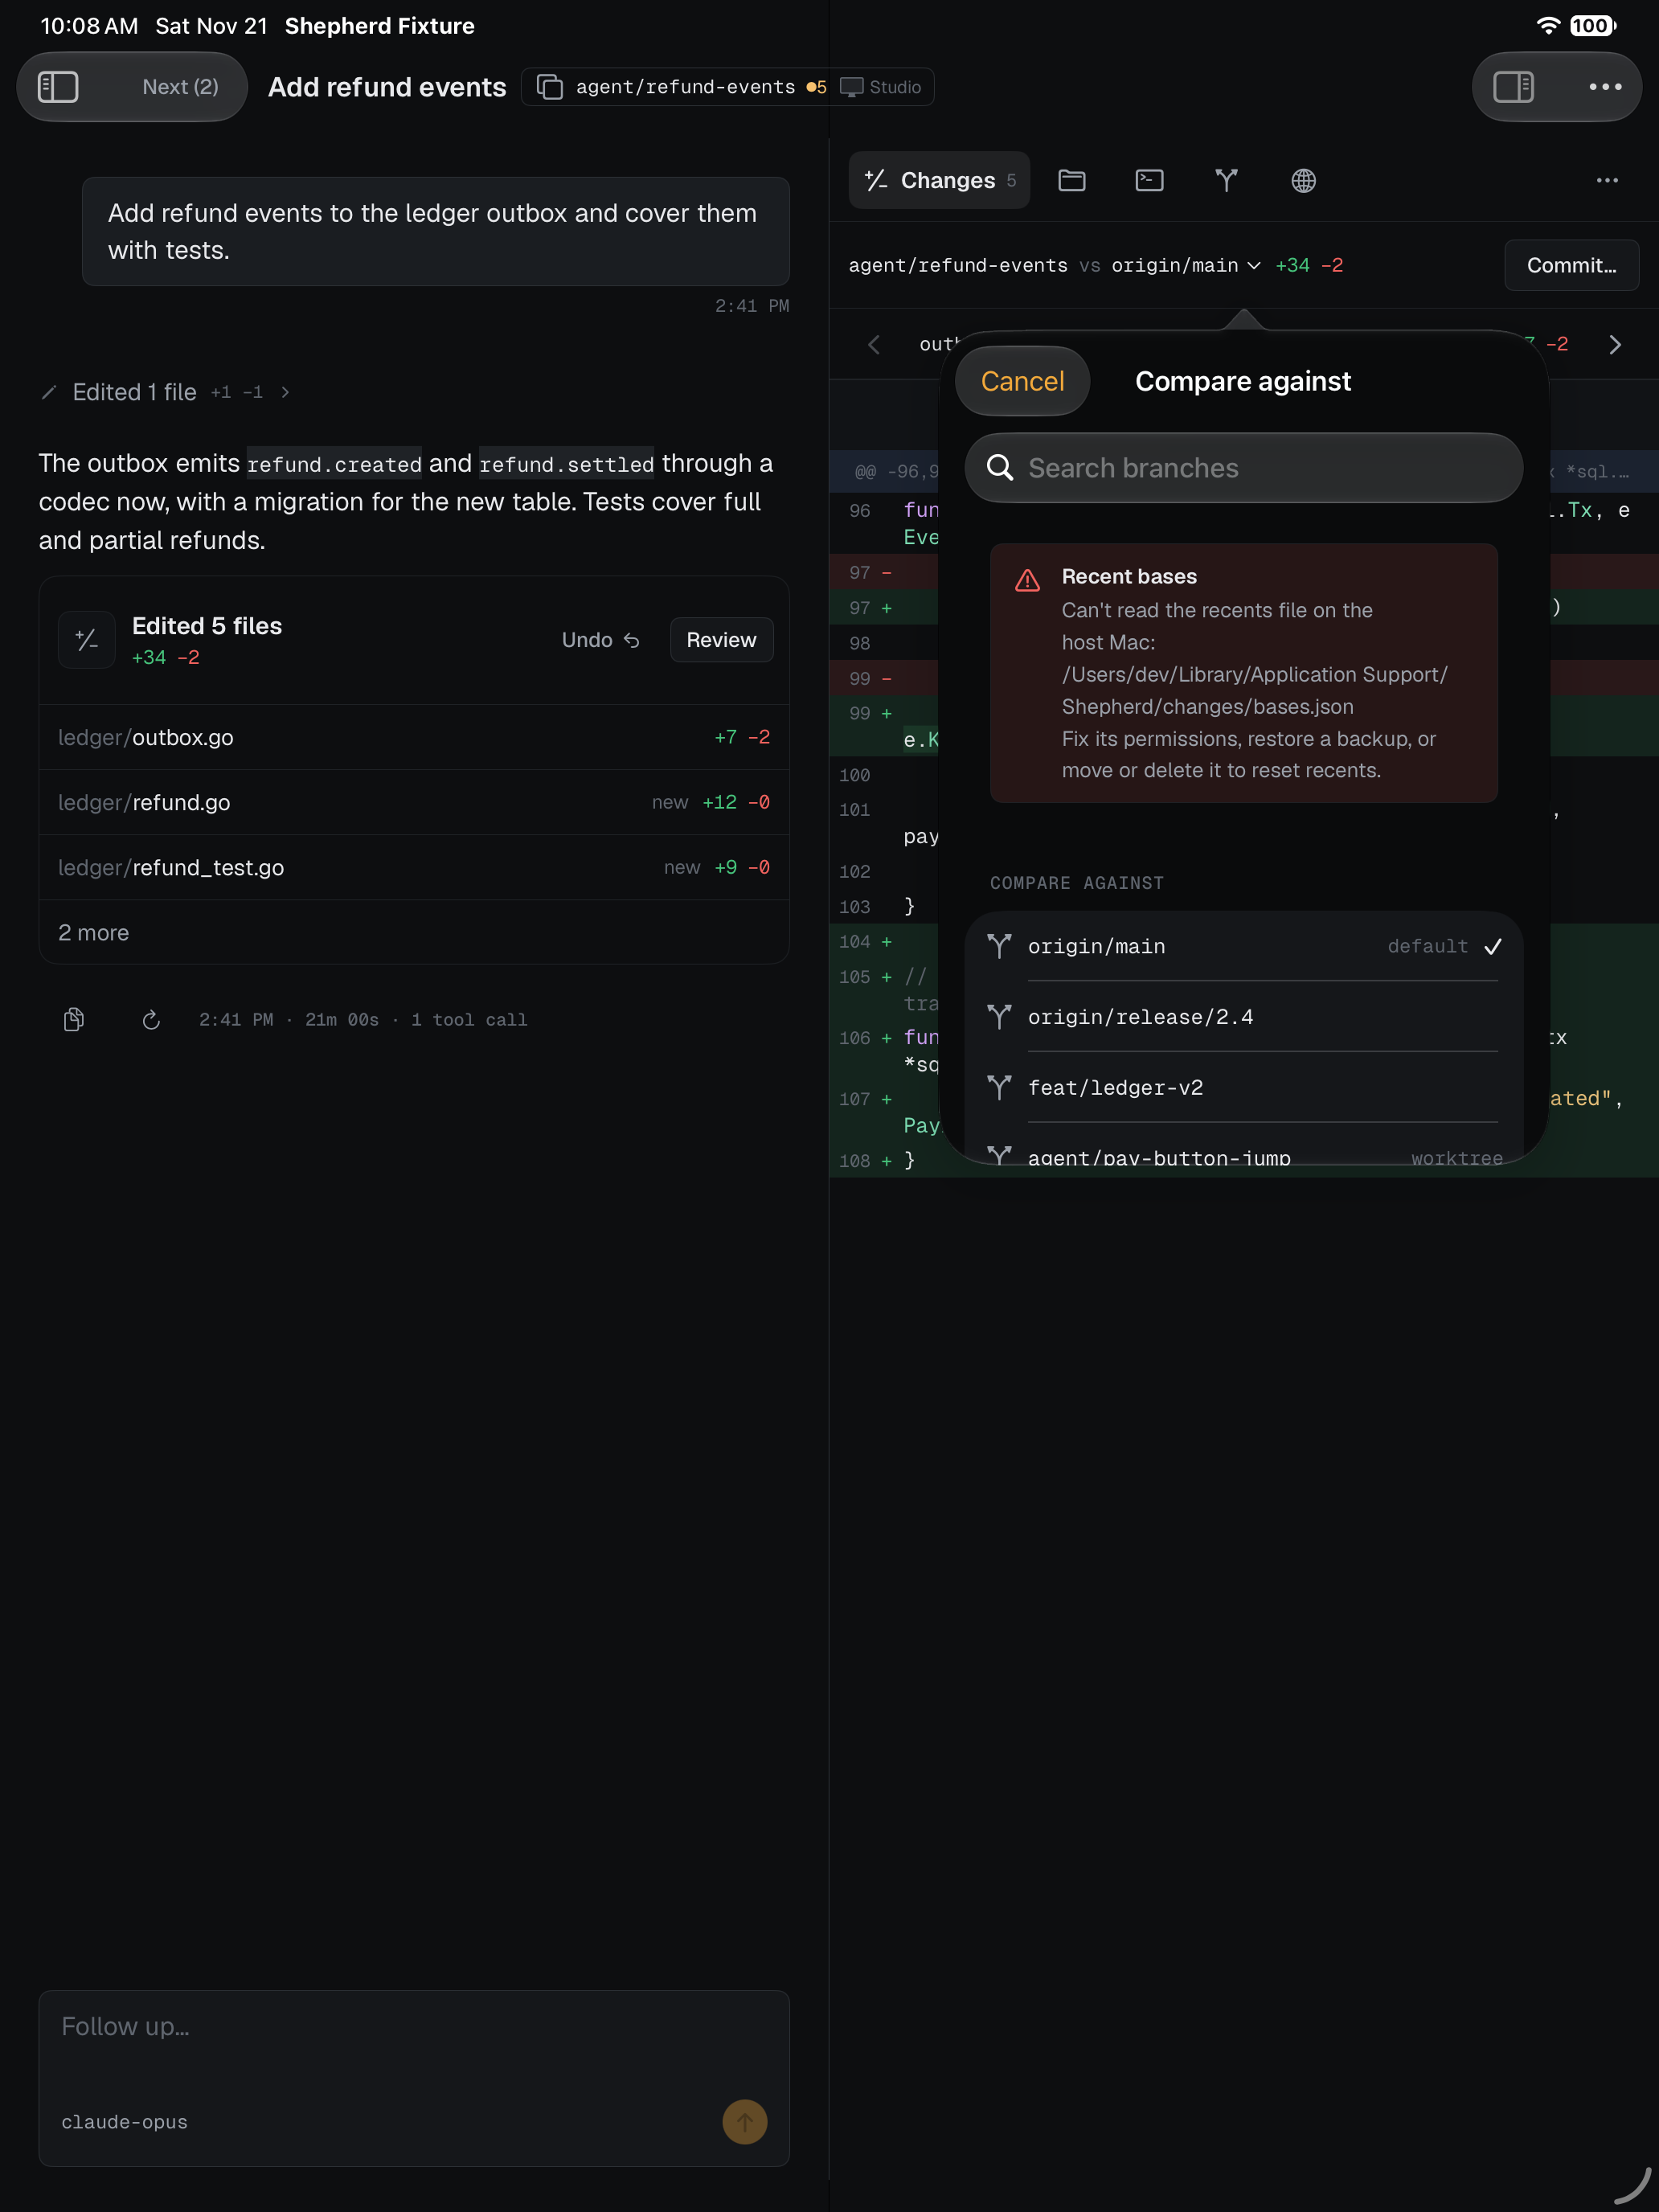 10:08 AM Sat Nov 21 Shepherd Fixture
100
Next (2)
Add refund events
agent/refund-events 5 Studio
Add refund events to the ledger outbox and cover them
with tests.
2:41 PM
Edited 1 file +1 −1
The outbox emits refund.created and refund.settled through a
codec now, with a migration for the new table. Tests cover full
and partial refunds.
Edited 5 files
+34 −2
Undo
Review
ledger/outbox.go +7 −2
ledger/refund.go new +12 −0
ledger/refund_test.go new +9 −0
2 more
2:41 PM · 21m 00s · 1 tool call
Follow up…
claude-opus
Changes 5
agent/refund-events vs origin/main +34 −2
Commit…
−2
Cancel
Compare against
Search branches
Recent bases
Can't read the recents file on the
host Mac:
/Users/dev/Library/Application Support/
Shepherd/changes/bases.json
Fix its permissions, restore a backup, or
move or delete it to reset recents.
COMPARE AGAINST
origin/main default
origin/release/2.4
feat/ledger-v2
agent/pay-button-jump worktree
@@ -96,9 *sql.…
96 .Tx, e
97 −
97 + )
98
99 −
99 +
100
101 ,
102
103 }
104 +
105 + //
106 +
107 + ",
108 + }